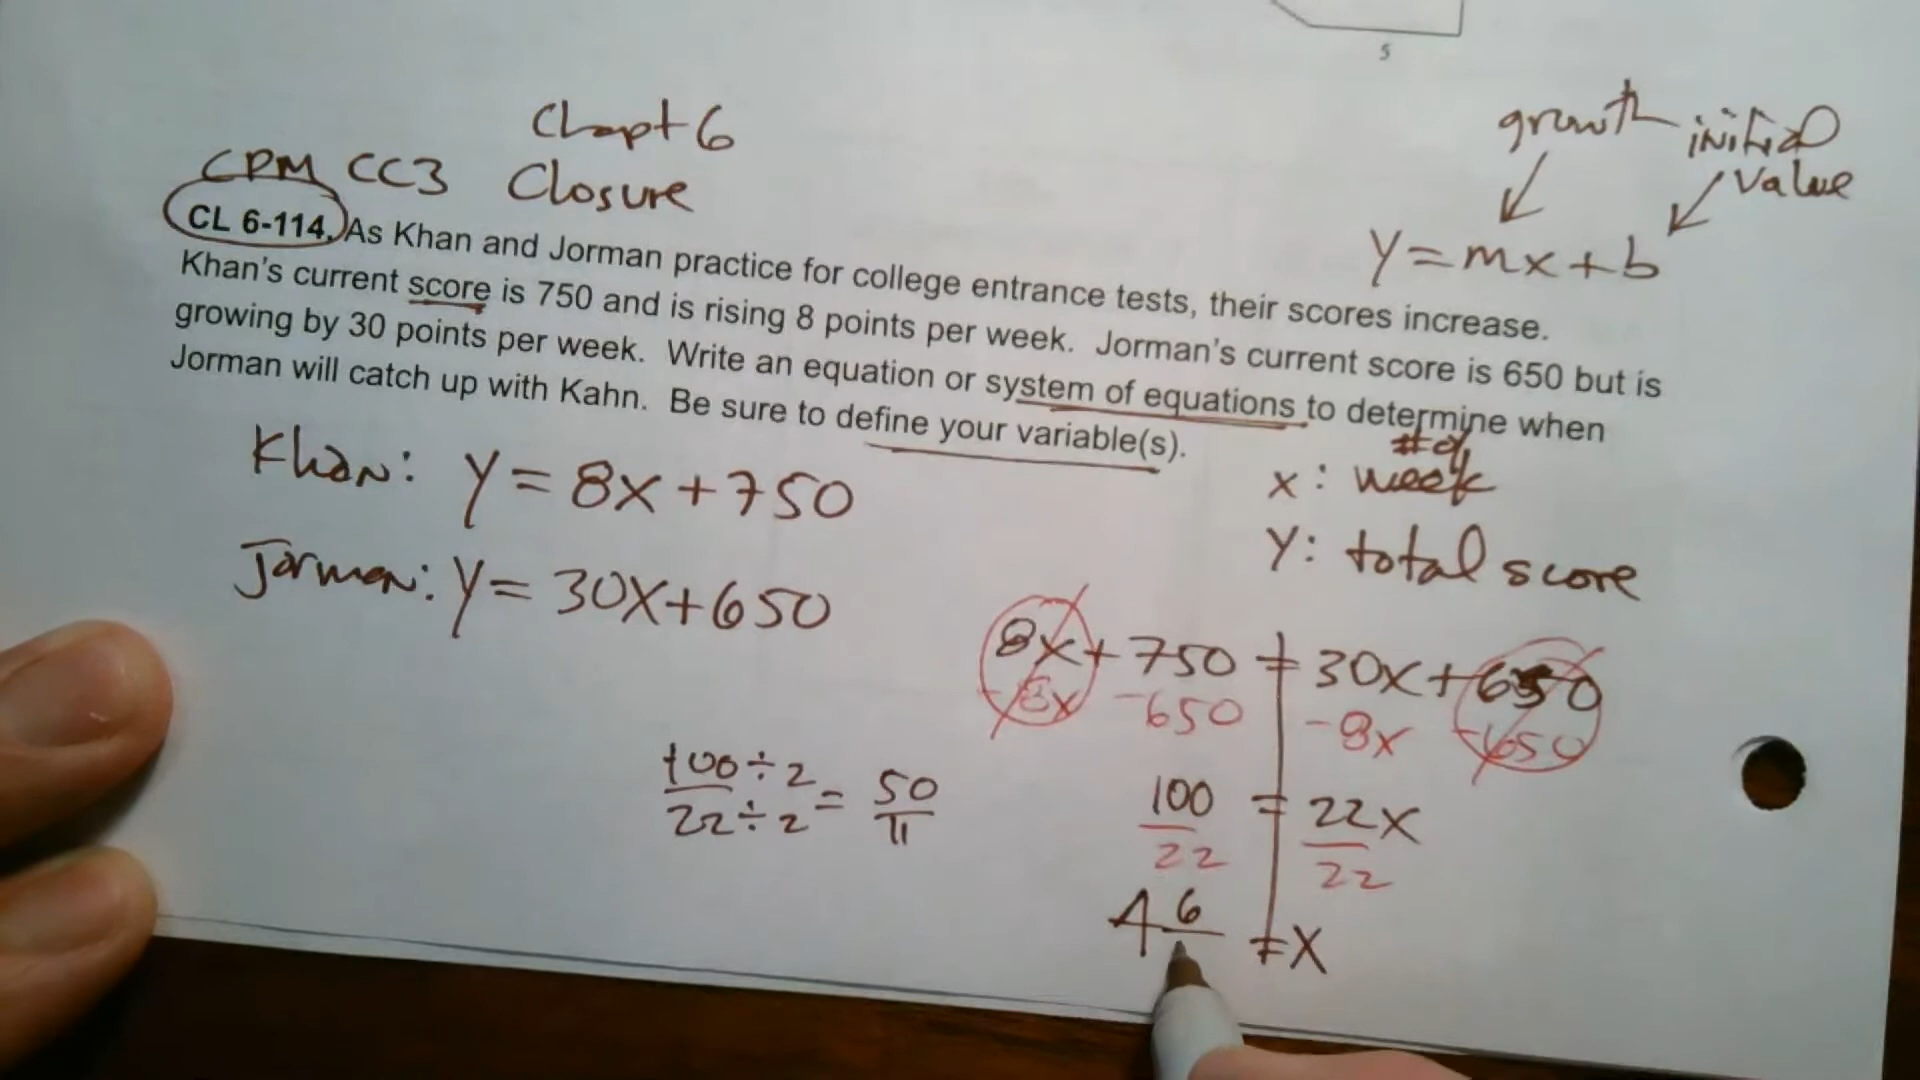 5
Chapt 6
CPM CC3 Closure
growth initial
value
y=mx+b
CL 6-114. As Khan and Jorman practice for college entrance tests, their scores increase.
Khan's current score is 750 and is rising 8 points per week. Jorman's current score is 650 but is
growing by 30 points per week. Write an equation or system of equations to determine when
Jorman will catch up with Kahn. Be sure to define your variable(s).
Khan: y=8x+750
Jorman: y=30x+650
# of
x: week
y: total score
8x+750=30x+650
-8x -650 -8x -650
100 = 22x
22 22
100÷2 = 50
22÷2 11
4 6 =x